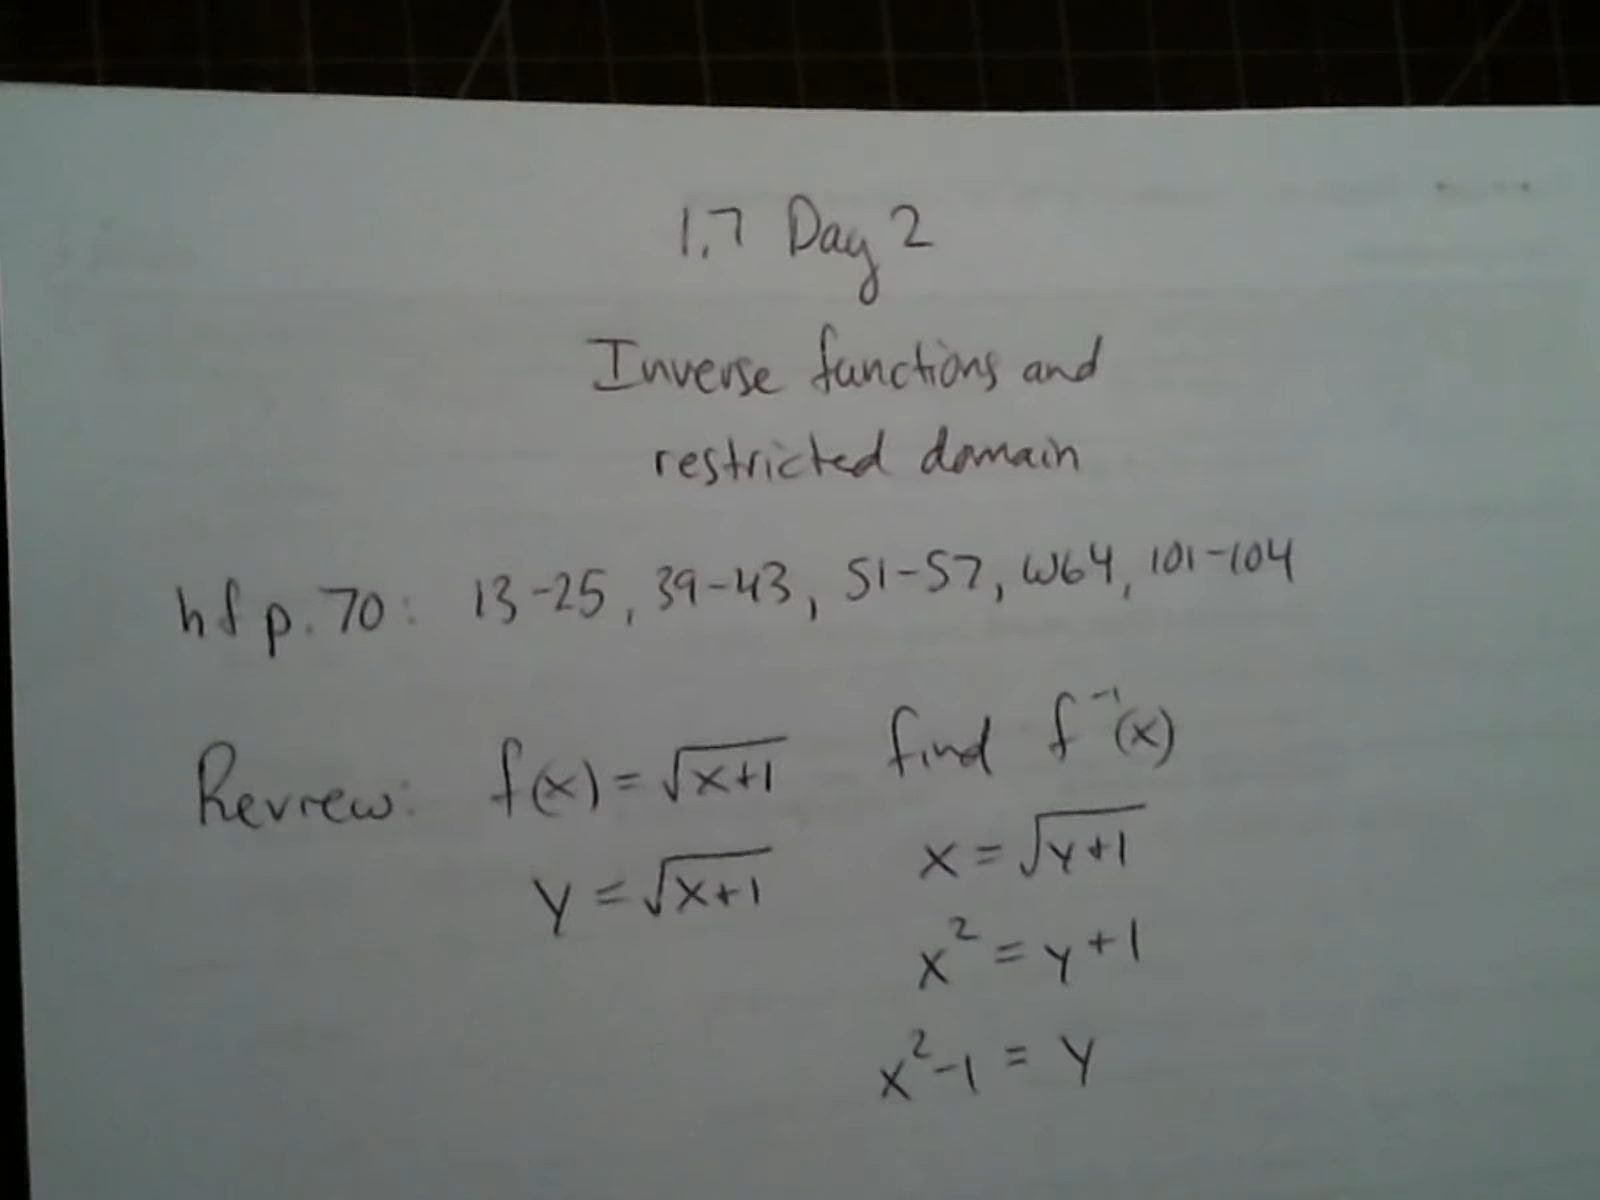 1.7 Day 2
Inverse functions and
restricted domain
hf p. 70: 13-25, 39-43, 51-57, W64, 101-104
Review: f(x) = √x+1 find f⁻¹(x)
y = √x+1 x = √y+1
x² = y+1
x²-1 = y